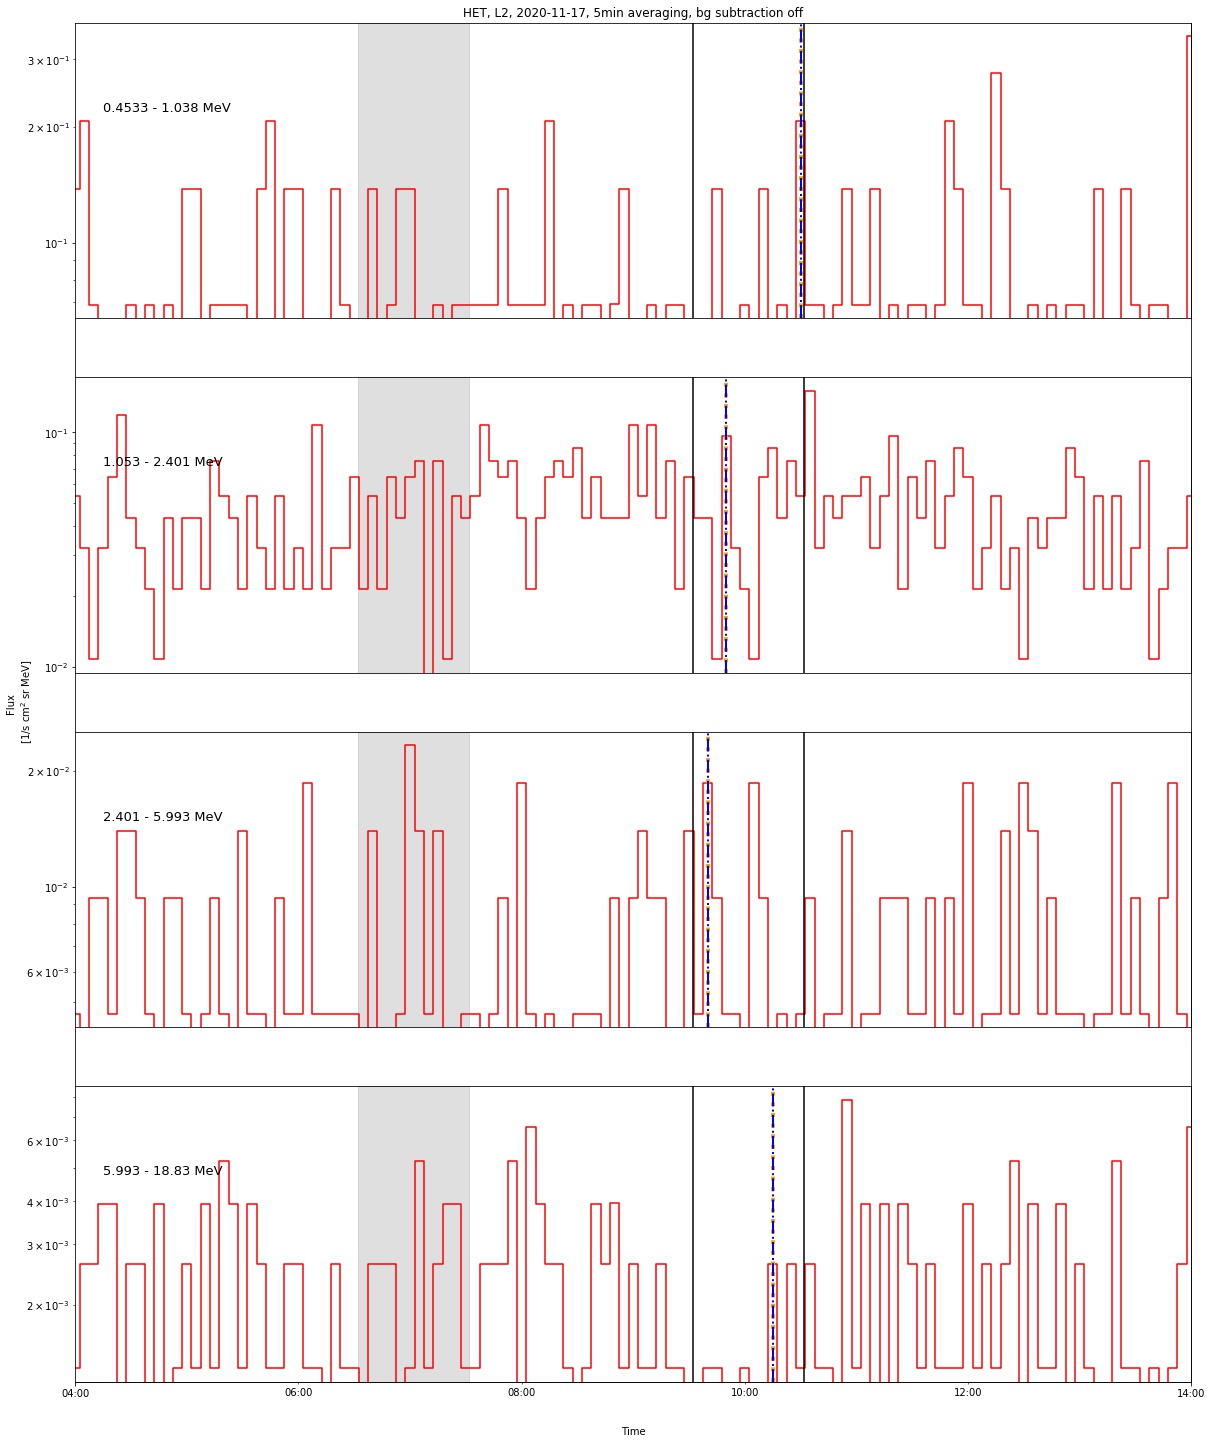 HET, L2, 2020-11-17, 5min averaging, bg subtraction off
3 × 10⁻¹
0.4533 - 1.038 MeV
2 × 10⁻¹
10⁻¹
10⁻¹
1.053 - 2.401 MeV
10⁻²
Flux
[1/s cm² sr MeV]
2 × 10⁻²
2.401 - 5.993 MeV
10⁻²
6 × 10⁻³
6 × 10⁻³
5.993 - 18.83 MeV
4 × 10⁻³
3 × 10⁻³
2 × 10⁻³
04:00 06:00 08:00 10:00 12:00 14:00
Time